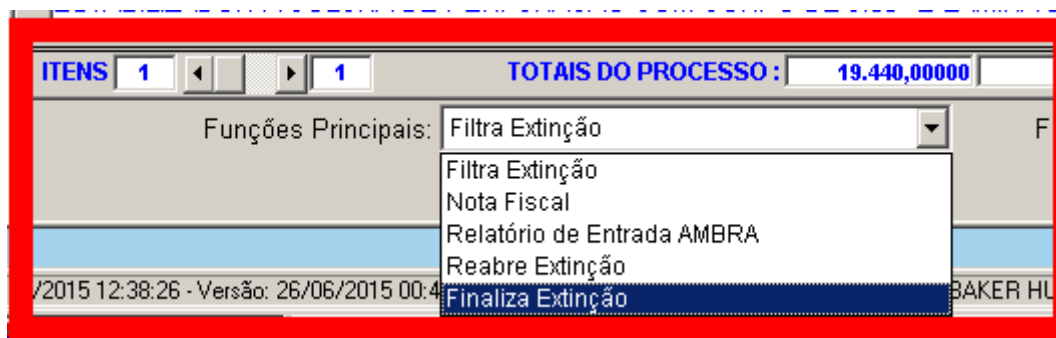 ITENS 1 1 TOTAIS DO PROCESSO : 19.440,00000
Funções Principais: Filtra Extinção F
Filtra Extinção
Nota Fiscal
Relatório de Entrada AMBRA
Reabre Extinção
Finaliza Extinção
/2015 12:38:26 - Versão: 26/06/2015 00:4 BAKER HU